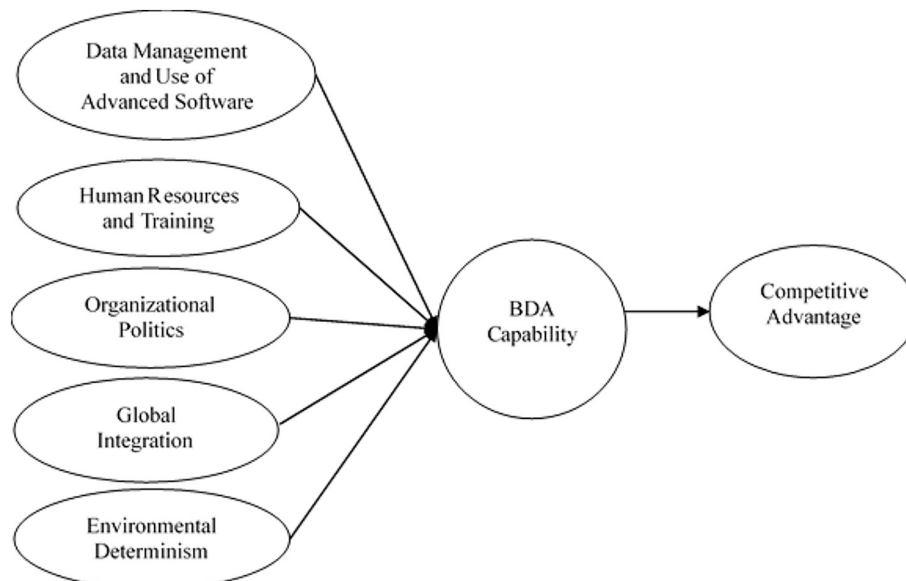 Data Management
and Use of
Advanced Software
Human Resources
and Training
Organizational
Politics
Global
Integration
Environmental
Determinism
BDA
Capability
Competitive
Advantage